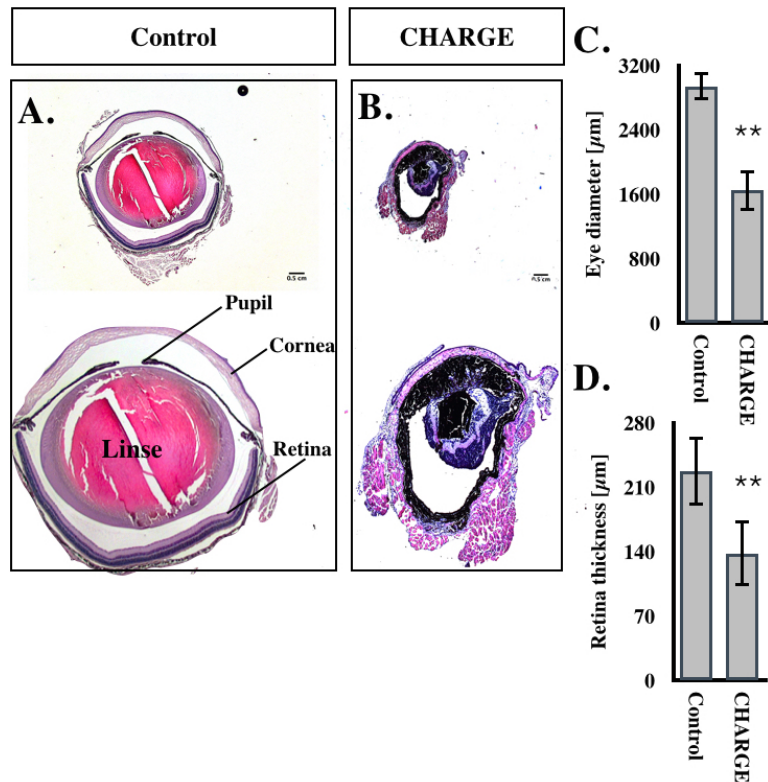 Control
CHARGE
A.
0.5 cm
Pupil
Cornea
Linse
Retina
B.
0.5 cm
C.
Eye diameter [µm]
3200
2400
1600
800
0
**
Control
CHARGE
D.
Retina thickness [µm]
280
210
140
70
0
**
Control
CHARGE